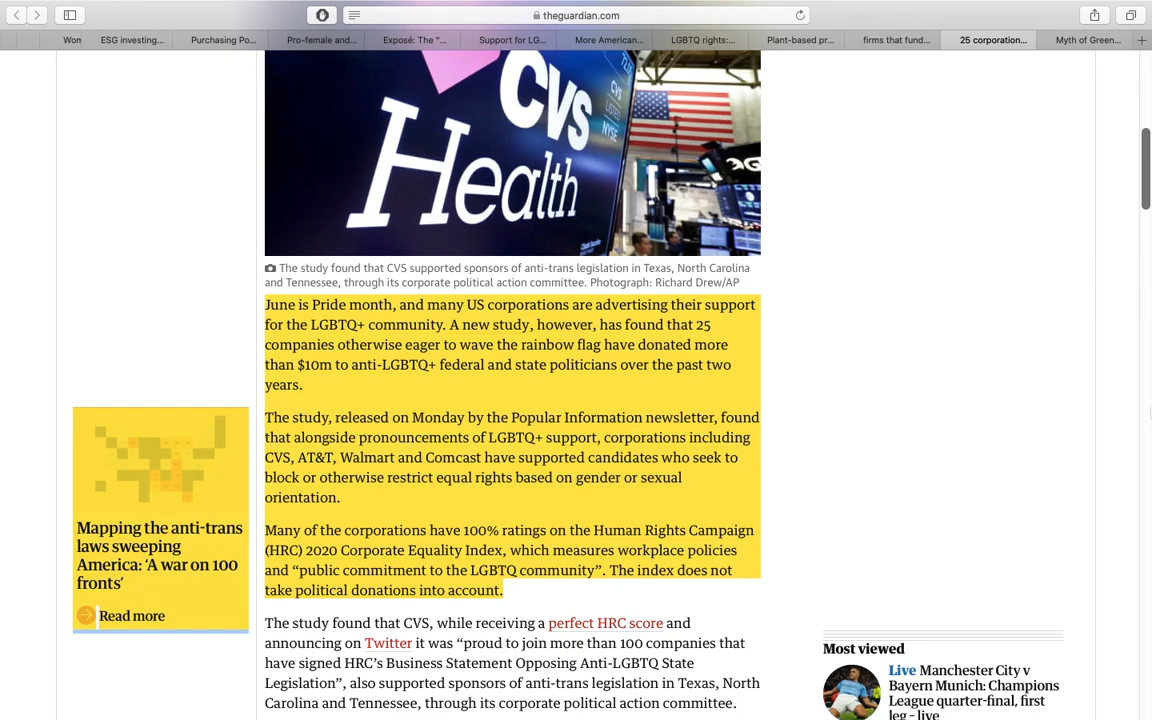 theguardian.com
Won
ESG investing...
Purchasing Po...
Pro-female and...
Exposé: The "...
Support for LG...
More American...
LGBTQ rights:...
Plant-based pr...
firms that fund...
25 corporation...
Myth of Green...
CVS
Health
CVS
LISTED
NYSE
The study found that CVS supported sponsors of anti-trans legislation in Texas, North Carolina
and Tennessee, through its corporate political action committee. Photograph: Richard Drew/AP
June is Pride month, and many US corporations are advertising their support
for the LGBTQ+ community. A new study, however, has found that 25
companies otherwise eager to wave the rainbow flag have donated more
than $10m to anti-LGBTQ+ federal and state politicians over the past two
years.
The study, released on Monday by the Popular Information newsletter, found
that alongside pronouncements of LGBTQ+ support, corporations including
CVS, AT&T, Walmart and Comcast have supported candidates who seek to
block or otherwise restrict equal rights based on gender or sexual
orientation.
Many of the corporations have 100% ratings on the Human Rights Campaign
(HRC) 2020 Corporate Equality Index, which measures workplace policies
and “public commitment to the LGBTQ community”. The index does not
take political donations into account.
The study found that CVS, while receiving a perfect HRC score and
announcing on Twitter it was “proud to join more than 100 companies that
have signed HRC’s Business Statement Opposing Anti-LGBTQ State
Legislation”, also supported sponsors of anti-trans legislation in Texas, North
Carolina and Tennessee, through its corporate political action committee.
Mapping the anti-trans
laws sweeping
America: ‘A war on 100
fronts’
Read more
Most viewed
Live Manchester City v
Bayern Munich: Champions
League quarter-final, first
leg – live